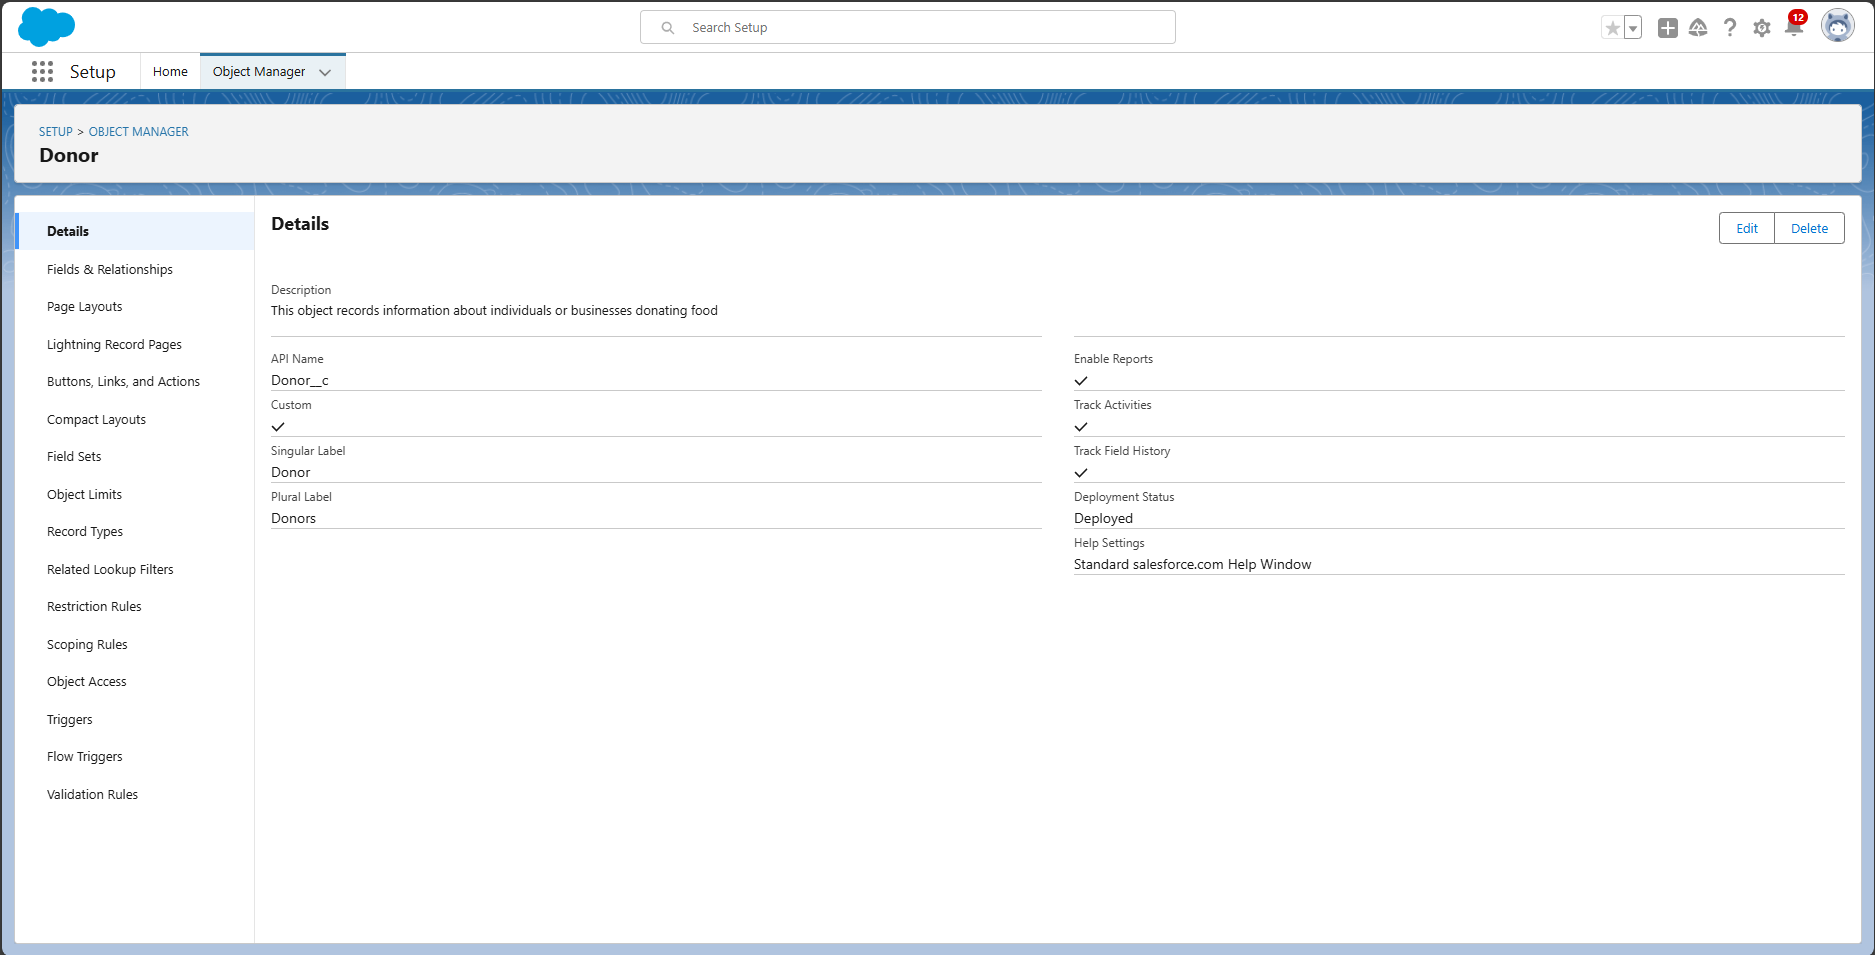 Search Setup
12
Setup
Home
Object Manager
SETUP > OBJECT MANAGER
Donor
Details
Fields & Relationships
Page Layouts
Lightning Record Pages
Buttons, Links, and Actions
Compact Layouts
Field Sets
Object Limits
Record Types
Related Lookup Filters
Restriction Rules
Scoping Rules
Object Access
Triggers
Flow Triggers
Validation Rules
Details
Edit
Delete
Description
This object records information about individuals or businesses donating food
API Name
Donor__c
Custom
Singular Label
Donor
Plural Label
Donors
Enable Reports
Track Activities
Track Field History
Deployment Status
Deployed
Help Settings
Standard salesforce.com Help Window